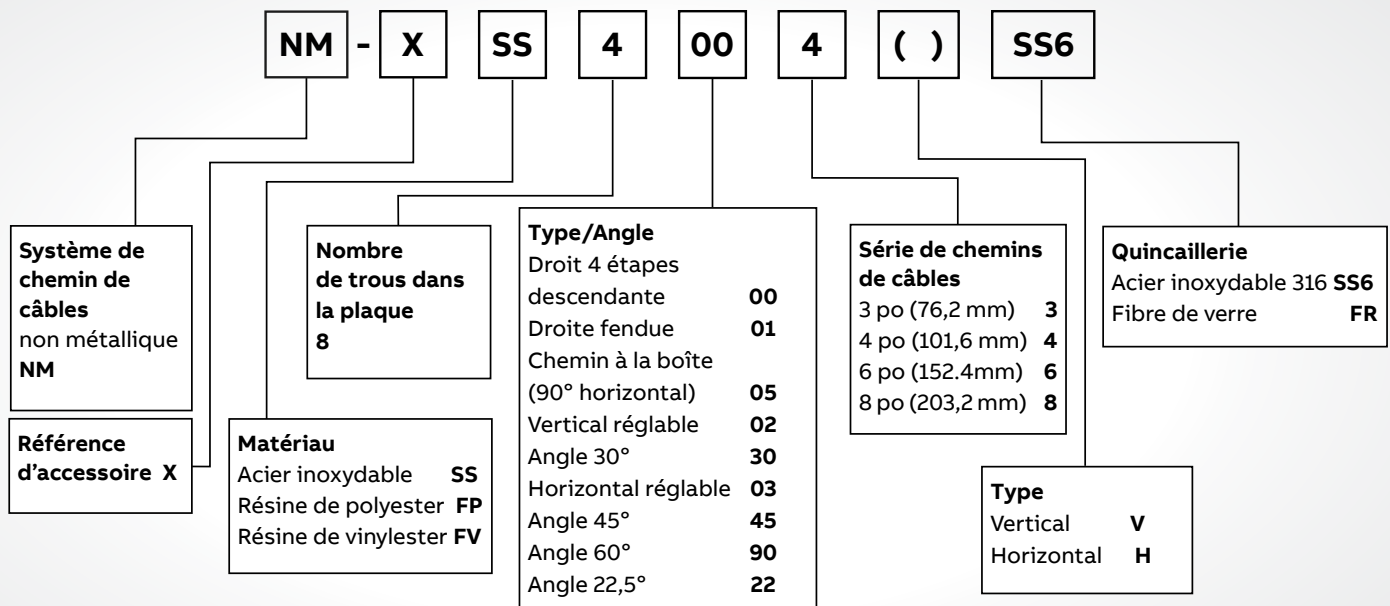 NM - X SS 4 00 4 ( ) SS6
Système de
chemin de
câbles
non métallique
NM
Référence
d'accessoire X
Matériau
Acier inoxydable SS
Résine de polyester FP
Résine de vinylester FV
Nombre
de trous dans
la plaque
8
Type/Angle
Droit 4 étapes
descendante 00
Droite fendue 01
Chemin à la boîte
(90° horizontal) 05
Vertical réglable 02
Angle 30° 30
Horizontal réglable 03
Angle 45° 45
Angle 60° 90
Angle 22,5° 22
Série de chemins
de câbles
3 po (76,2 mm) 3
4 po (101,6 mm) 4
6 po (152.4mm) 6
8 po (203,2 mm) 8
Type
Vertical V
Horizontal H
Quincaillerie
Acier inoxydable 316 SS6
Fibre de verre FR